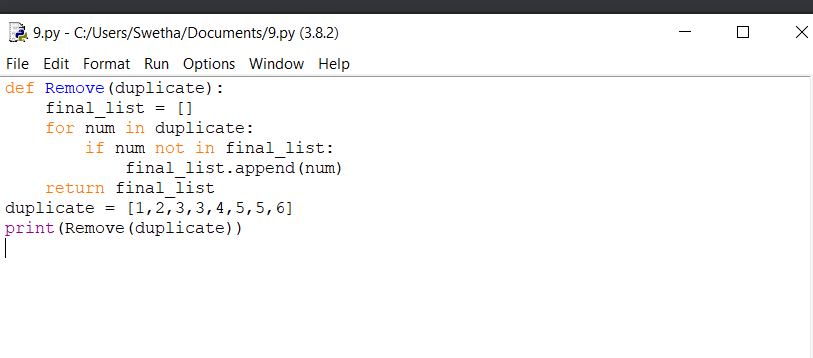 9.py - C:/Users/Swetha/Documents/9.py (3.8.2)
File Edit Format Run Options Window Help
def Remove(duplicate):
    final_list = []
    for num in duplicate:
        if num not in final_list:
            final_list.append(num)
    return final_list
duplicate = [1,2,3,3,4,5,5,6]
print(Remove(duplicate))